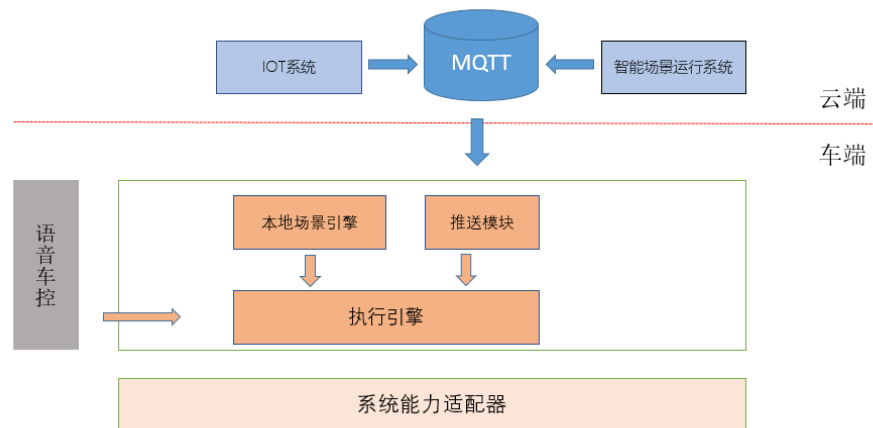 IOT系统
MQTT
智能场景运行系统
云端
车端
语音车控
本地场景引擎
推送模块
执行引擎
系统能力适配器